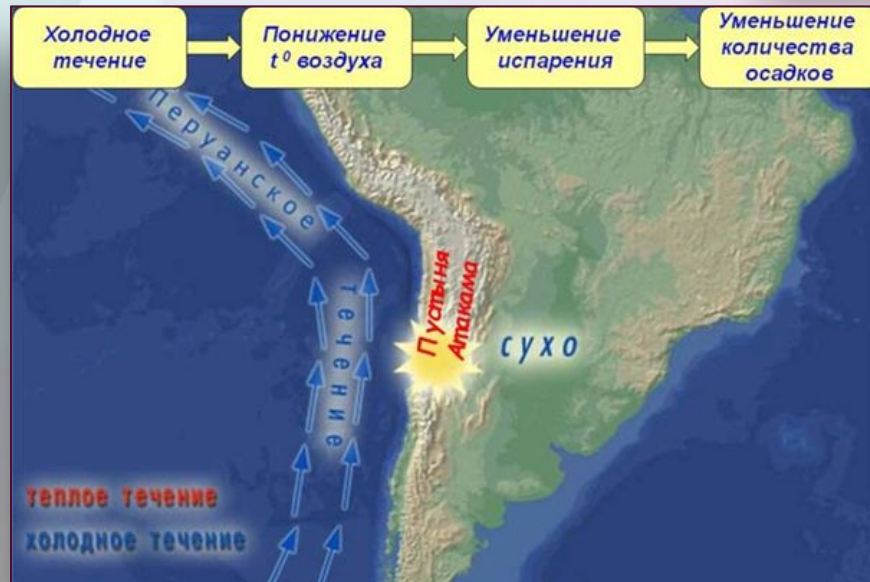 Холодное
течение
Понижение
t⁰ воздуха
Уменьшение
испарения
Уменьшение
количества
осадков
Перуанское
течение
Пустыня
Атакама
сухо
теплое течение
холодное течение